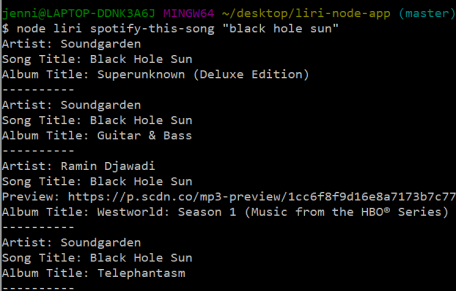 jenni@LAPTOP-DDNK3A6J MINGW64 ~/desktop/liri-node-app (master)
$ node liri spotify-this-song "black hole sun"
Artist: Soundgarden
Song Title: Black Hole Sun
Album Title: Superunknown (Deluxe Edition)
----------
Artist: Soundgarden
Song Title: Black Hole Sun
Album Title: Guitar & Bass
----------
Artist: Ramin Djawadi
Song Title: Black Hole Sun
Preview: https://p.scdn.co/mp3-preview/1cc6f8f9d16e8a7173b7c77
Album Title: Westworld: Season 1 (Music from the HBO® Series)
----------
Artist: Soundgarden
Song Title: Black Hole Sun
Album Title: Telephantasm
----------